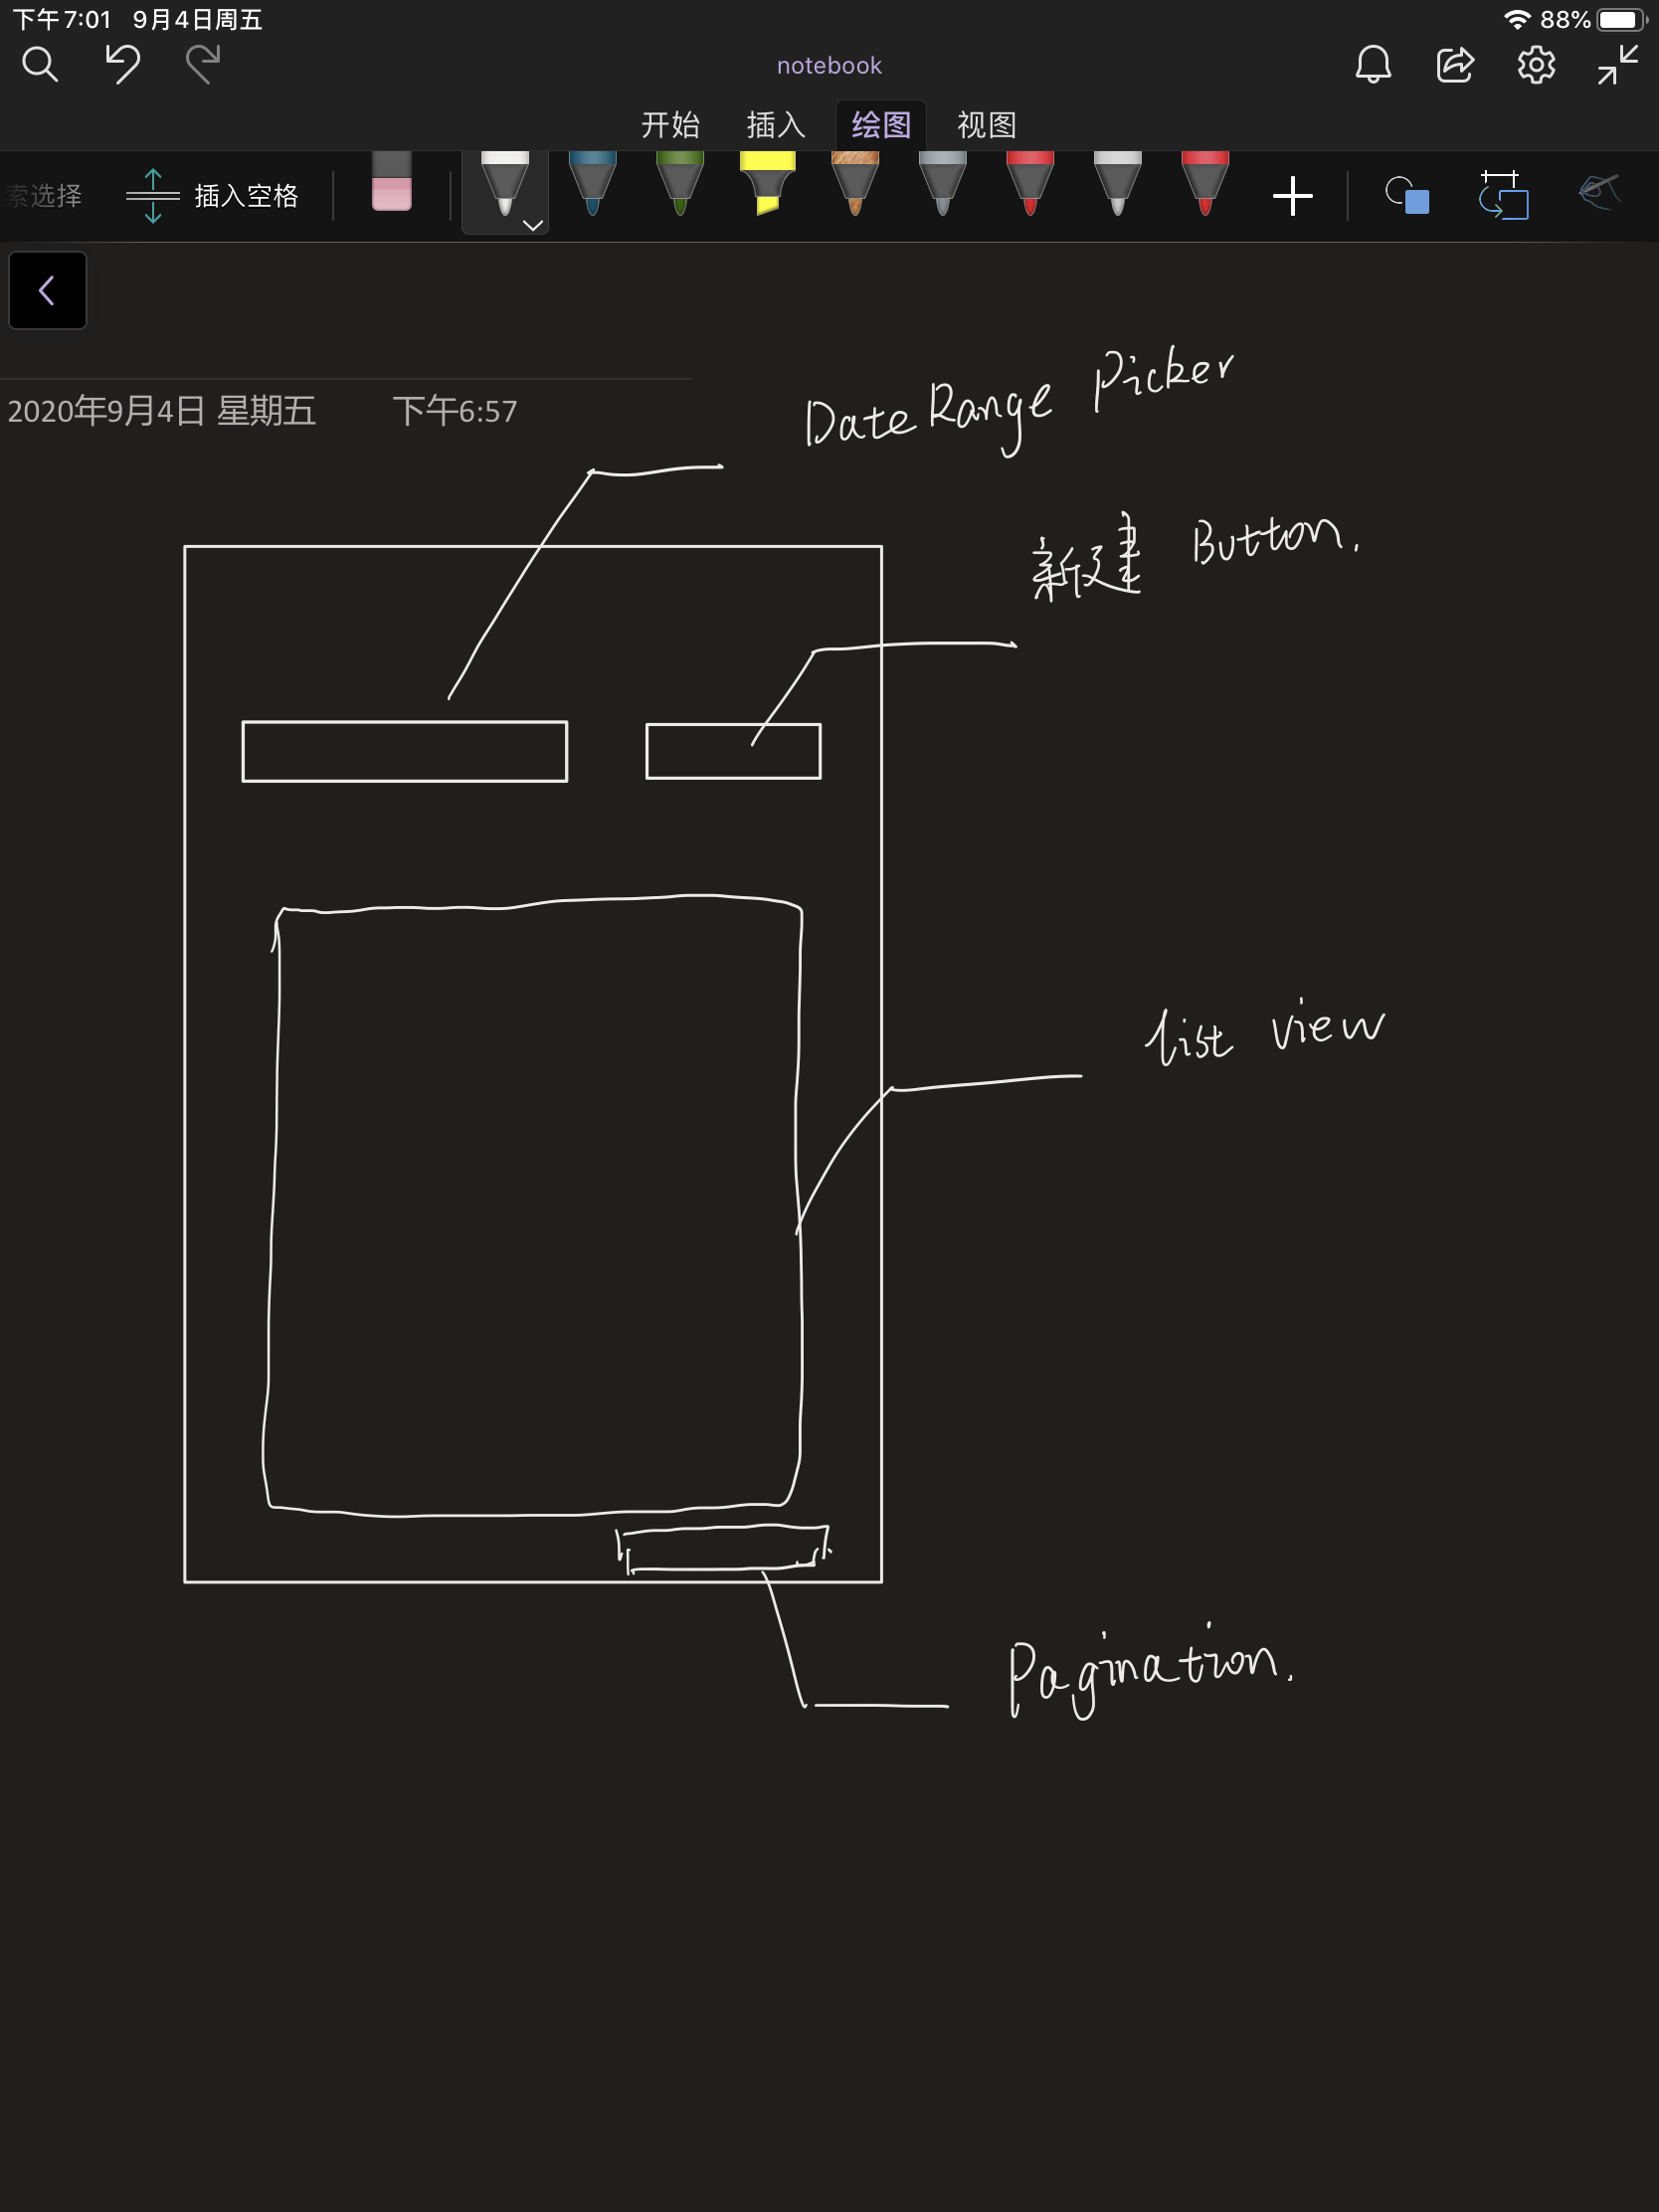 下午7:01 9月4日周五 88%
notebook
开始 插入 绘图 视图
索选择 插入空格
2020年9月4日 星期五 下午6:57
DateRange Picker
新建 Button.
list view
Pagination.